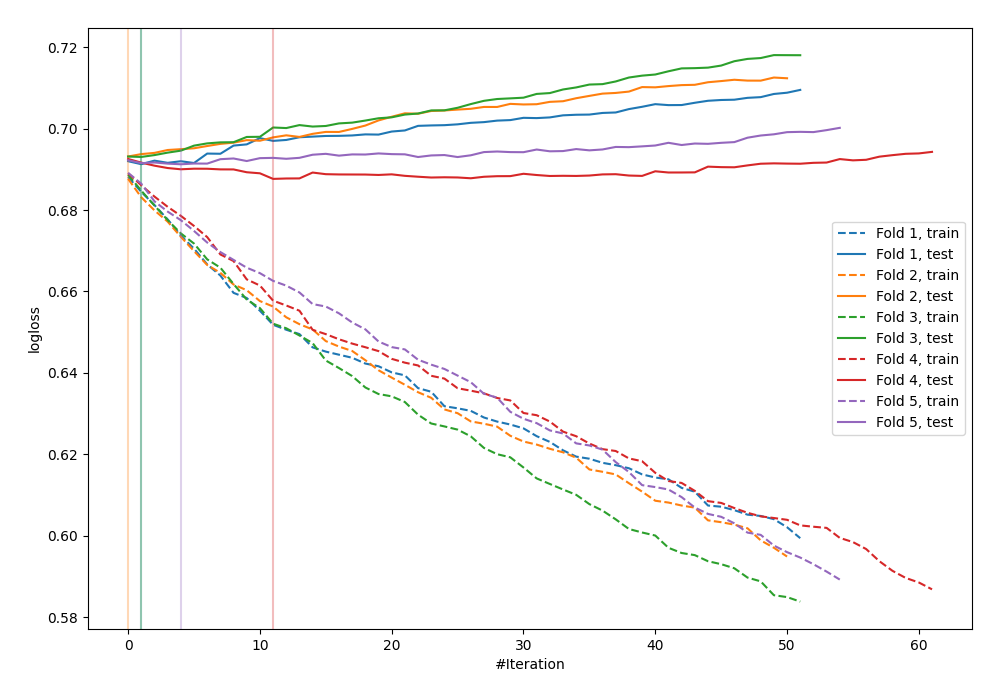 0.72
0.70
0.68
0.66
0.64
0.62
0.60
0.58
logloss
0 10 20 30 40 50 60
#Iteration
Fold 1, train
Fold 1, test
Fold 2, train
Fold 2, test
Fold 3, train
Fold 3, test
Fold 4, train
Fold 4, test
Fold 5, train
Fold 5, test